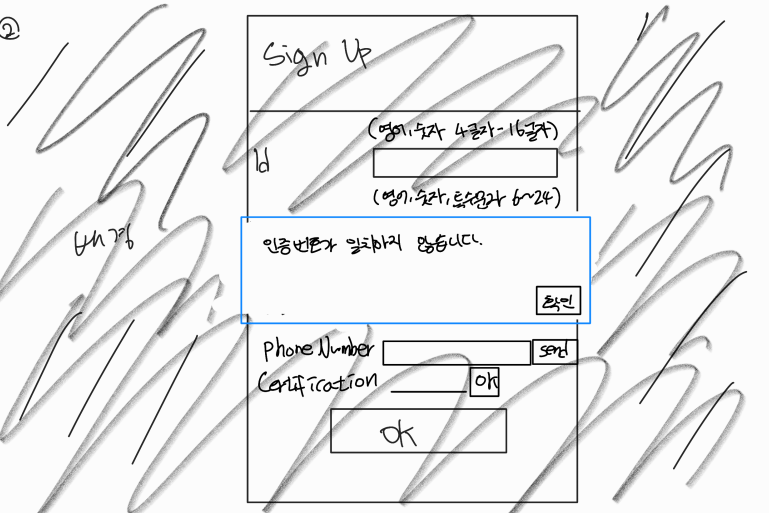 ②
Sign Up
(영어, 숫자 4글자-16글자)
Id
(영어, 숫자, 특수문자 6~24)
배경
인증번호가 일치하지 않습니다.
확인
Phone Number
send
Certification
OK
OK